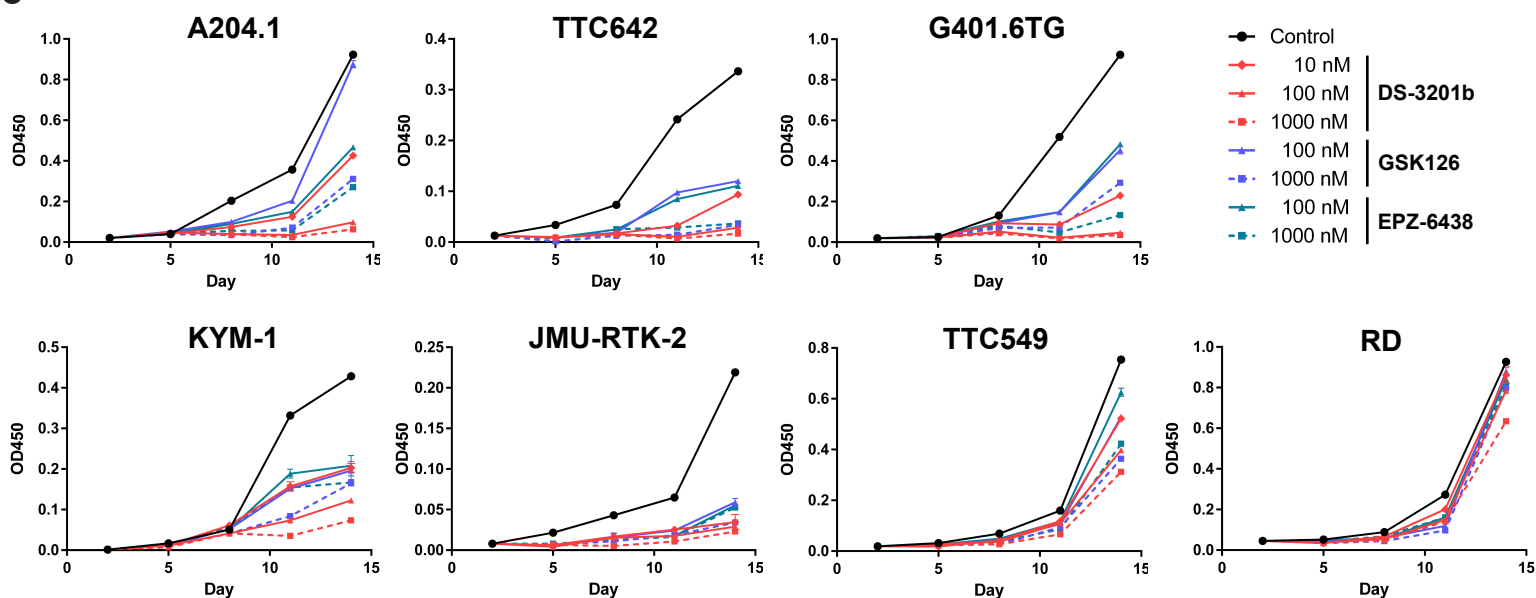 A204.1
1.0
0.8
0.6
0.4
0.2
0.0
OD450
0 5 10 15
Day
TTC642
0.4
0.3
0.2
0.1
0.0
OD450
0 5 10
Day
G401.6TG
1.0
0.8
0.6
0.4
0.2
0.0
OD450
0 5 10 15
Day
Control
10 nM
100 nM
1000 nM
DS-3201b
100 nM
1000 nM
GSK126
100 nM
1000 nM
EPZ-6438
KYM-1
0.5
0.4
0.3
0.2
0.1
0.0
OD450
0 5 10 15
Day
JMU-RTK-2
0.25
0.20
0.15
0.10
0.05
0.00
OD450
0 5 10 15
Day
TTC549
0.8
0.6
0.4
0.2
0.0
OD450
0 5 10 15
Day
RD
1.0
0.8
0.6
0.4
0.2
0.0
OD450
0 5 10 15
Day